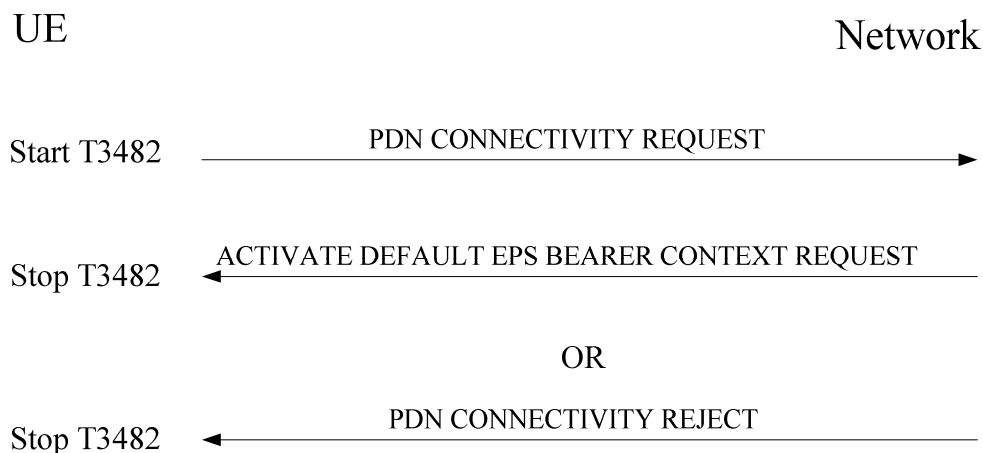 UE
Network
Start T3482
PDN CONNECTIVITY REQUEST
ACTIVATE DEFAULT EPS BEARER CONTEXT REQUEST
Stop T3482
OR
PDN CONNECTIVITY REJECT
Stop T3482